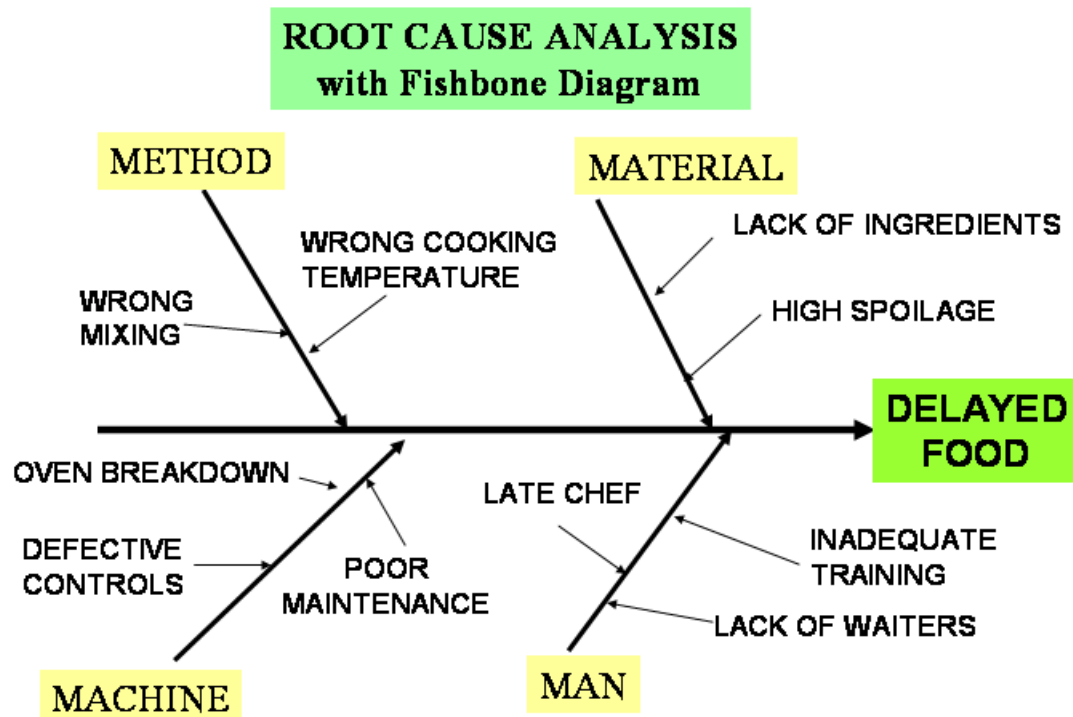 ROOT CAUSE ANALYSIS
with Fishbone Diagram
METHOD
MATERIAL
WRONG COOKING
TEMPERATURE
LACK OF INGREDIENTS
WRONG
MIXING
HIGH SPOILAGE
DELAYED
FOOD
OVEN BREAKDOWN
LATE CHEF
DEFECTIVE
CONTROLS
POOR
MAINTENANCE
INADEQUATE
TRAINING
LACK OF WAITERS
MACHINE
MAN